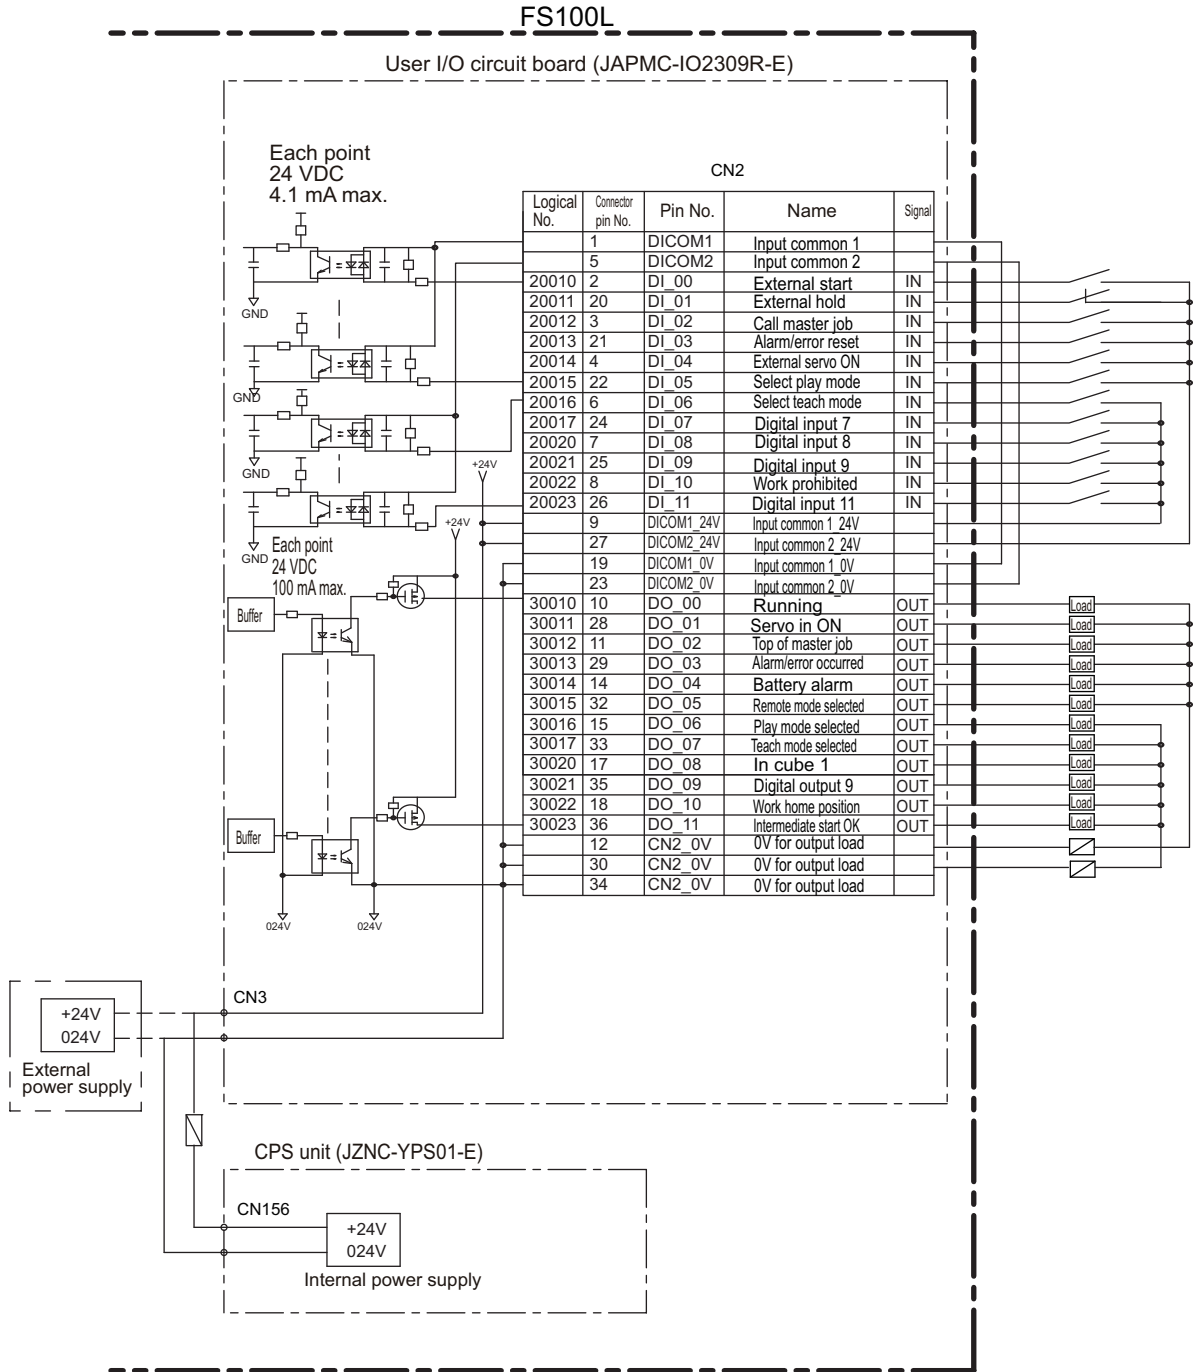 FS100L
User I/O circuit board (JAPMC-IO2309R-E)
Each point
24 VDC
4.1 mA max.
CN2
Logical No. Connector pin No. Pin No. Name Signal
1 DICOM1 Input common 1
5 DICOM2 Input common 2
20010 2 DI_00 External start IN
20011 20 DI_01 External hold IN
20012 3 DI_02 Call master job IN
20013 21 DI_03 Alarm/error reset IN
20014 4 DI_04 External servo ON IN
20015 22 DI_05 Select play mode IN
20016 6 DI_06 Select teach mode IN
20017 24 DI_07 Digital input 7 IN
20020 7 DI_08 Digital input 8 IN
20021 25 DI_09 Digital input 9 IN
20022 8 DI_10 Work prohibited IN
20023 26 DI_11 Digital input 11 IN
9 DICOM1_24V Input common 1_24V
27 DICOM2_24V Input common 2_24V
19 DICOM1_0V Input common 1_0V
23 DICOM2_0V Input common 2_0V
30010 10 DO_00 Running OUT Load
30011 28 DO_01 Servo in ON OUT Load
30012 11 DO_02 Top of master job OUT Load
30013 29 DO_03 Alarm/error occurred OUT Load
30014 14 DO_04 Battery alarm OUT Load
30015 32 DO_05 Remote mode selected OUT Load
30016 15 DO_06 Play mode selected OUT Load
30017 33 DO_07 Teach mode selected OUT Load
30020 17 DO_08 In cube 1 OUT Load
30021 35 DO_09 Digital output 9 OUT Load
30022 18 DO_10 Work home position OUT Load
30023 36 DO_11 Intermediate start OK OUT Load
12 CN2_0V 0V for output load
30 CN2_0V 0V for output load
34 CN2_0V 0V for output load
GND
GND
GND
+24V
+24V
GND
Each point
24 VDC
100 mA max.
Buffer
Buffer
024V 024V
CN3
+24V
024V
External
power supply
CPS unit (JZNC-YPS01-E)
CN156
+24V
024V
Internal power supply